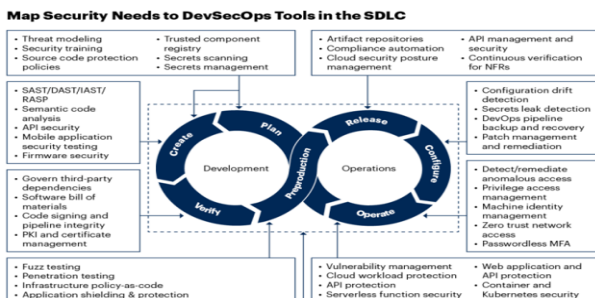 Map Security Needs to DevSecOps Tools in the SDLC
• Threat modeling
• Security training
• Source code protection
policies
• Trusted component
registry
• Secrets scanning
• Secrets management
• Artifact repositories
• Compliance automation
• Cloud security posture
management
• API management and
security
• Continuous verification
for NFRs
• SAST/DAST/IAST/
RASP
• Semantic code
analysis
• API security
• Mobile application
security testing
• Firmware security
Create
Plan
Development
Verify
Preproduction
Release
Configure
Operations
Operate
• Configuration drift
detection
• Secrets leak detection
• DevOps pipeline
backup and recovery
• Patch management
and remediation
• Govern third-party
dependencies
• Software bill of
materials
• Code signing and
pipeline integrity
• PKI and certificate
management
• Detect/remediate
anomalous access
• Privilege access
management
• Machine identity
management
• Zero trust network
access
• Passwordless MFA
• Fuzz testing
• Penetration testing
• Infrastructure policy-as-code
• Application shielding & protection
• Vulnerability management
• Cloud workload protection
• API protection
• Serverless function security
• Web application and
API protection
• Container and
Kubernetes security